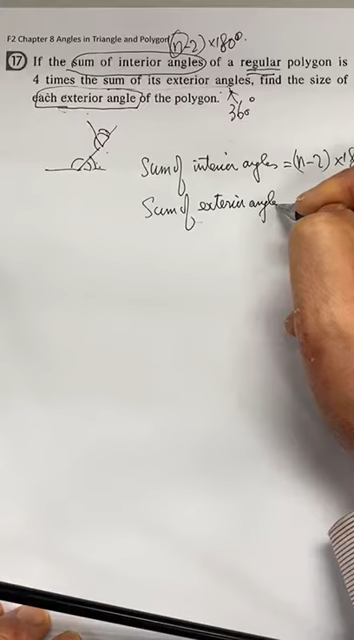 (n-2)×180°.
F2 Chapter 8 Angles in Triangle and Polygon
17 If the sum of interior angles of a regular polygon is
4 times the sum of its exterior angles, find the size of
each exterior angle of the polygon.
360°
Sum of interior angles = (n-2) × 18
Sum of exterior angle